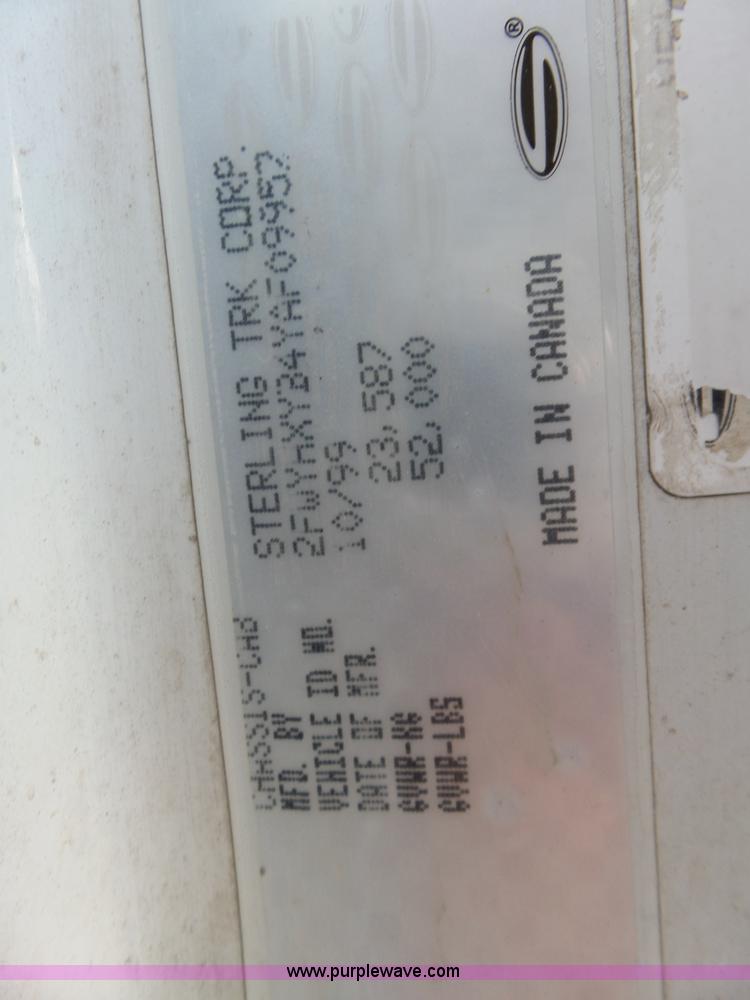 CHASSIS-CAB
MFD. BY STERLING TRK CORP.
VEHICLE ID NO. 2FWYHXYB4YAF09957
DATE OF MFR. 10/99
GVWR-KG 23,587
GVWR-LBS 52,000
MADE IN CANADA
S®
www.purplewave.com